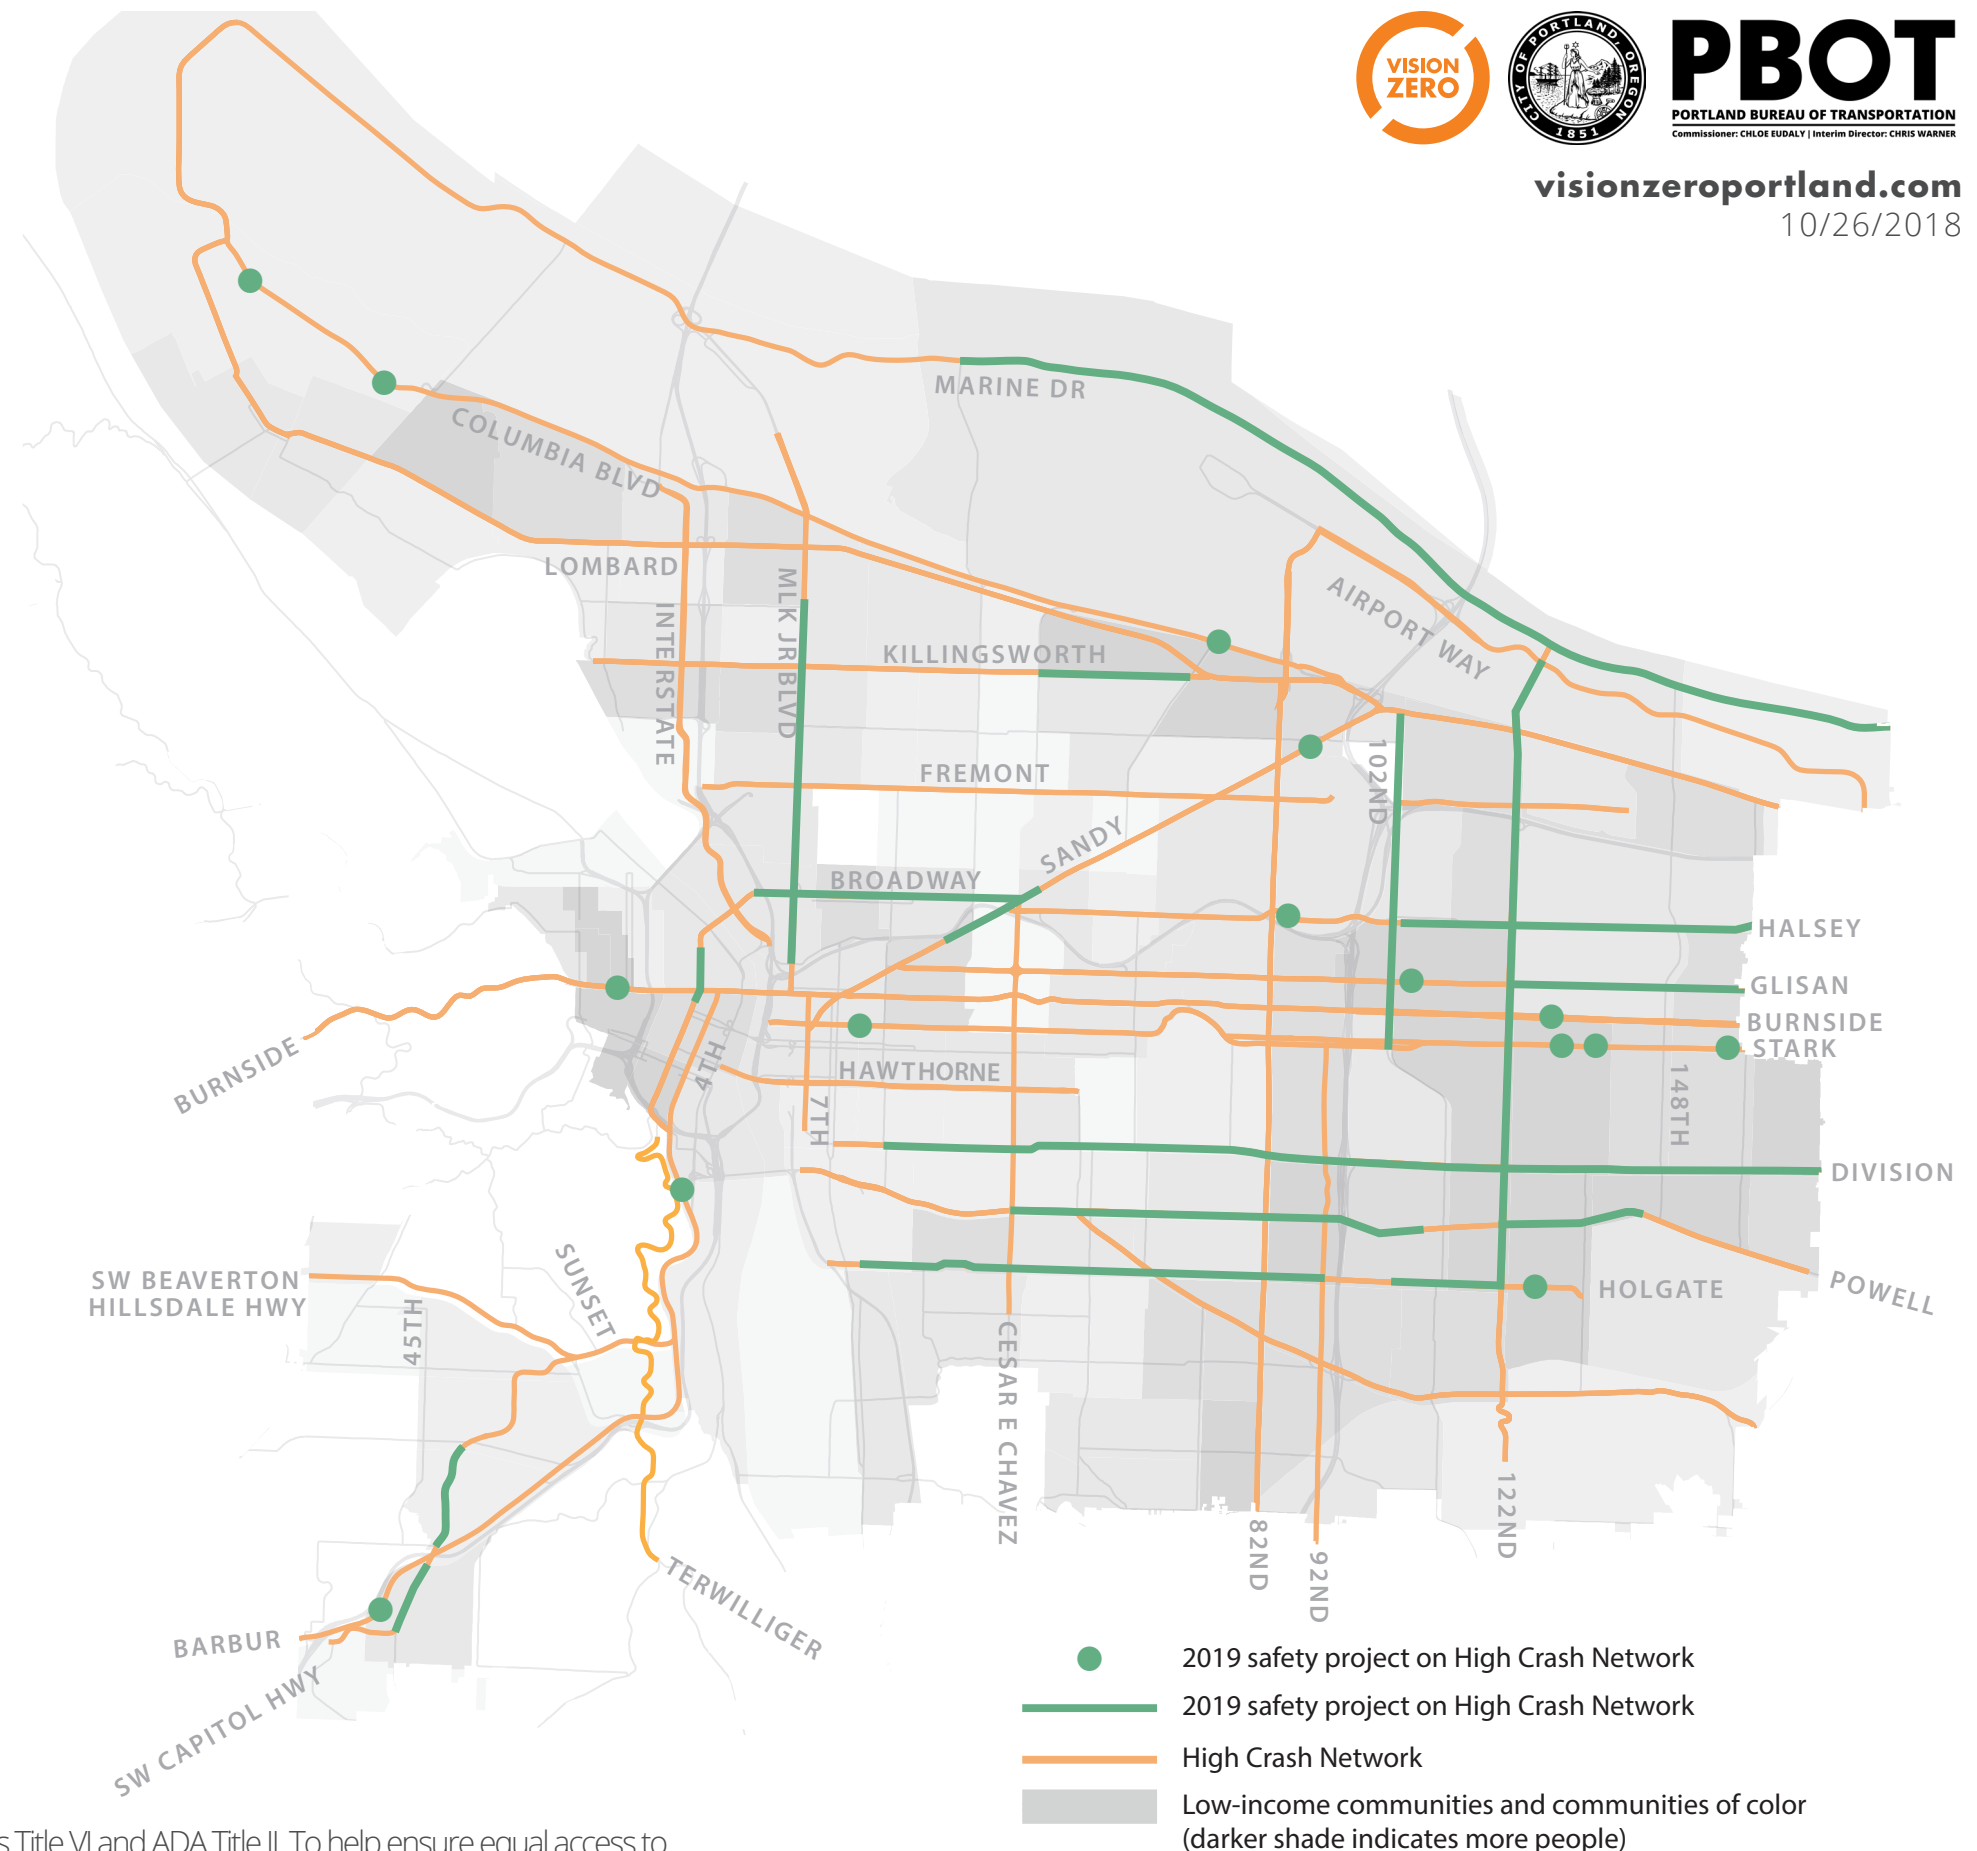 VISION
ZERO
CITY OF PORTLAND, OREGON
1851
PBOT
PORTLAND BUREAU OF TRANSPORTATION
Commissioner: CHLOE EUDALY | Interim Director: CHRIS WARNER
visionzeroportland.com
10/26/2018
MARINE DR
COLUMBIA BLVD
LOMBARD
INTERSTATE
MLK JR BLVD
KILLINGSWORTH
AIRPORT WAY
FREMONT
102ND
SANDY
BROADWAY
HALSEY
GLISAN
BURNSIDE
STARK
BURNSIDE
4TH
HAWTHORNE
7TH
148TH
DIVISION
SW BEAVERTON
HILLSDALE HWY
SUNSET
45TH
HOLGATE
POWELL
CESAR E CHAVEZ
82ND
92ND
122ND
TERWILLIGER
BARBUR
SW CAPITOL HWY
2019 safety project on High Crash Network
2019 safety project on High Crash Network
High Crash Network
Low-income communities and communities of color
(darker shade indicates more people)
s Title VI and ADA Title II. To help ensure equal access to